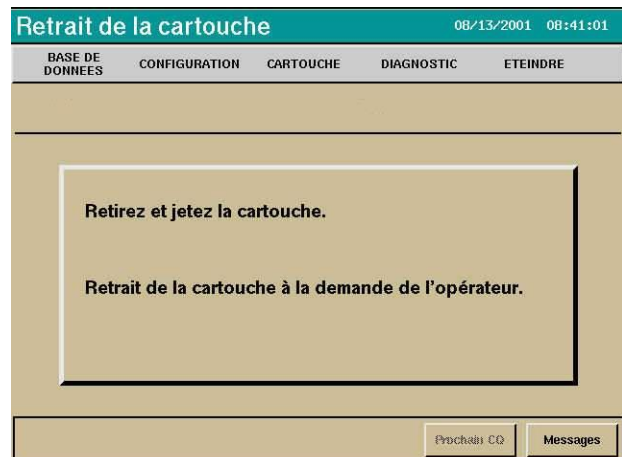 Retrait de la cartouche
08/13/2001 08:41:01
BASE DE
DONNEES
CONFIGURATION
CARTOUCHE
DIAGNOSTIC
ETEINDRE
Retirez et jetez la cartouche.
Retrait de la cartouche à la demande de l'opérateur.
Prochain CQ
Messages